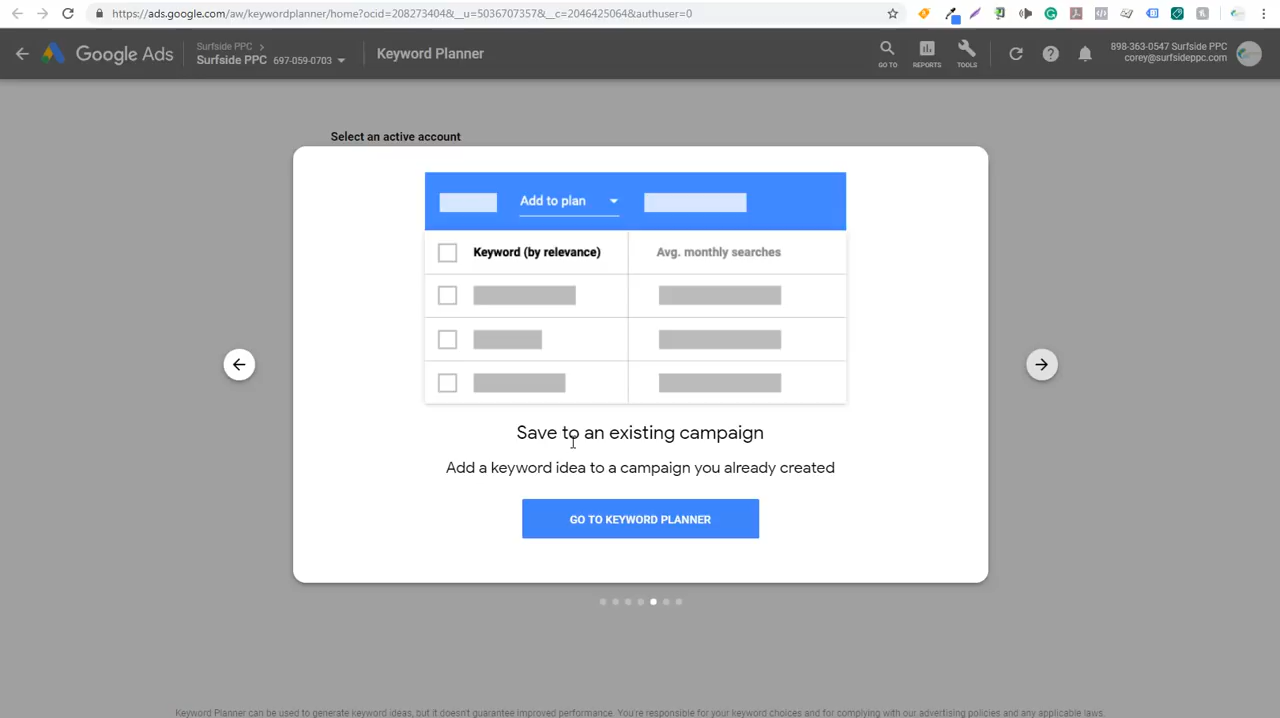 https://ads.google.com/aw/keywordplanner/home?ocid=208273404&__u=5036707357&__c=2046425064&authuser=0
Google Ads
Surfside PPC
Surfside PPC 697-059-0703
Keyword Planner
GO TO
REPORTS
TOOLS
898-363-0547 Surfside PPC
corey@surfsideppc.com
Select an active account
Add to plan
Keyword (by relevance)
Avg. monthly searches
Save to an existing campaign
Add a keyword idea to a campaign you already created
GO TO KEYWORD PLANNER
Keyword Planner can be used to generate keyword ideas, but it doesn't guarantee improved performance. You're responsible for your keyword choices and for complying with our advertising policies and any applicable laws.